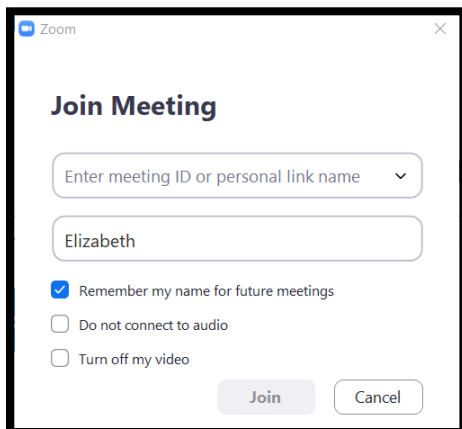 Zoom
Join Meeting
Enter meeting ID or personal link name
Elizabeth
Remember my name for future meetings
Do not connect to audio
Turn off my video
Join Cancel